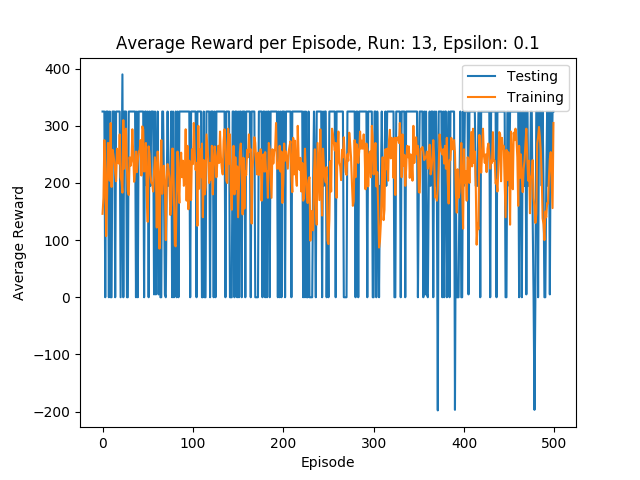 Average Reward per Episode, Run: 13, Epsilon: 0.1
Testing
Training
400
300
200
100
0
−100
−200
Average Reward
0 100 200 300 400 500
Episode